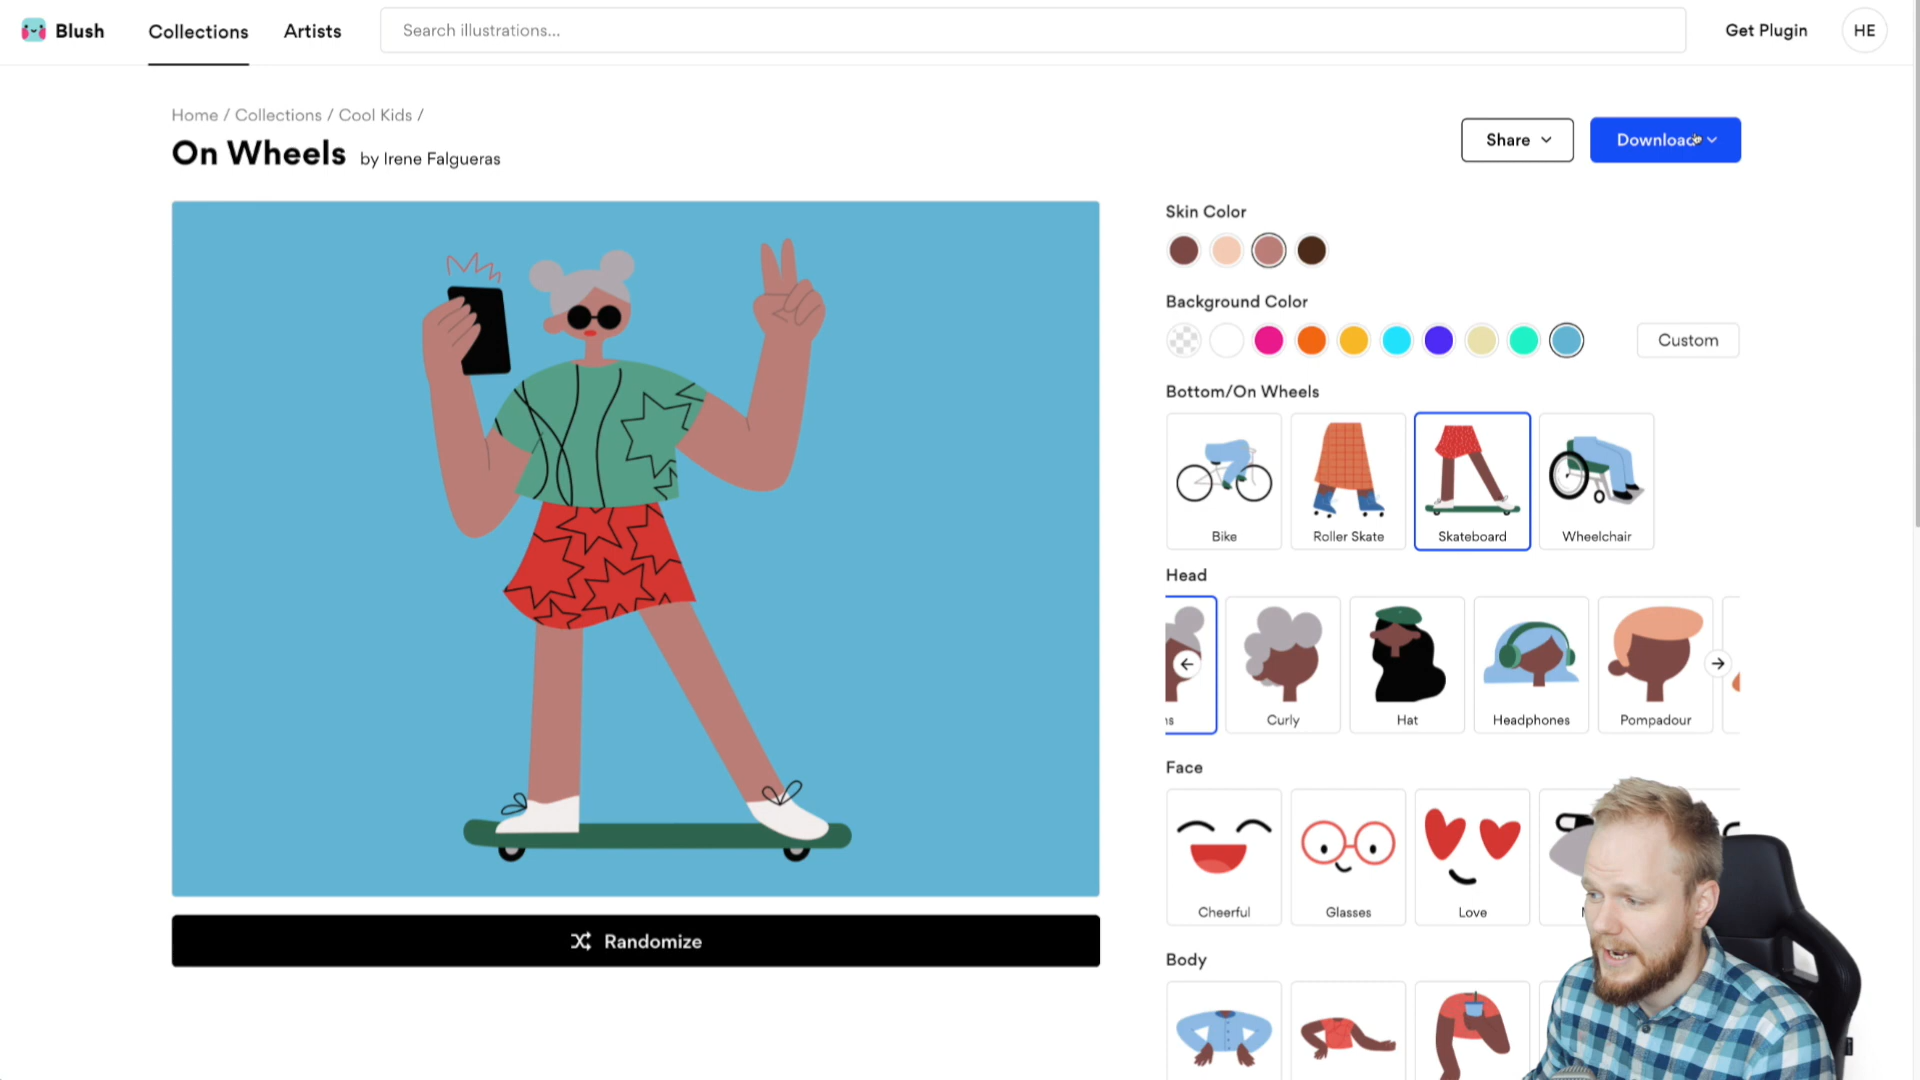 Blush
Collections
Artists
Search illustrations...
Get Plugin
HE
Home / Collections / Cool Kids /
On Wheels by Irene Falgueras
Share
Download
Skin Color
Background Color
Custom
Bottom/On Wheels
Bike
Roller Skate
Skateboard
Wheelchair
Head
Curly
Hat
Headphones
Pompadour
Face
Cheerful
Glasses
Love
Body
Randomize